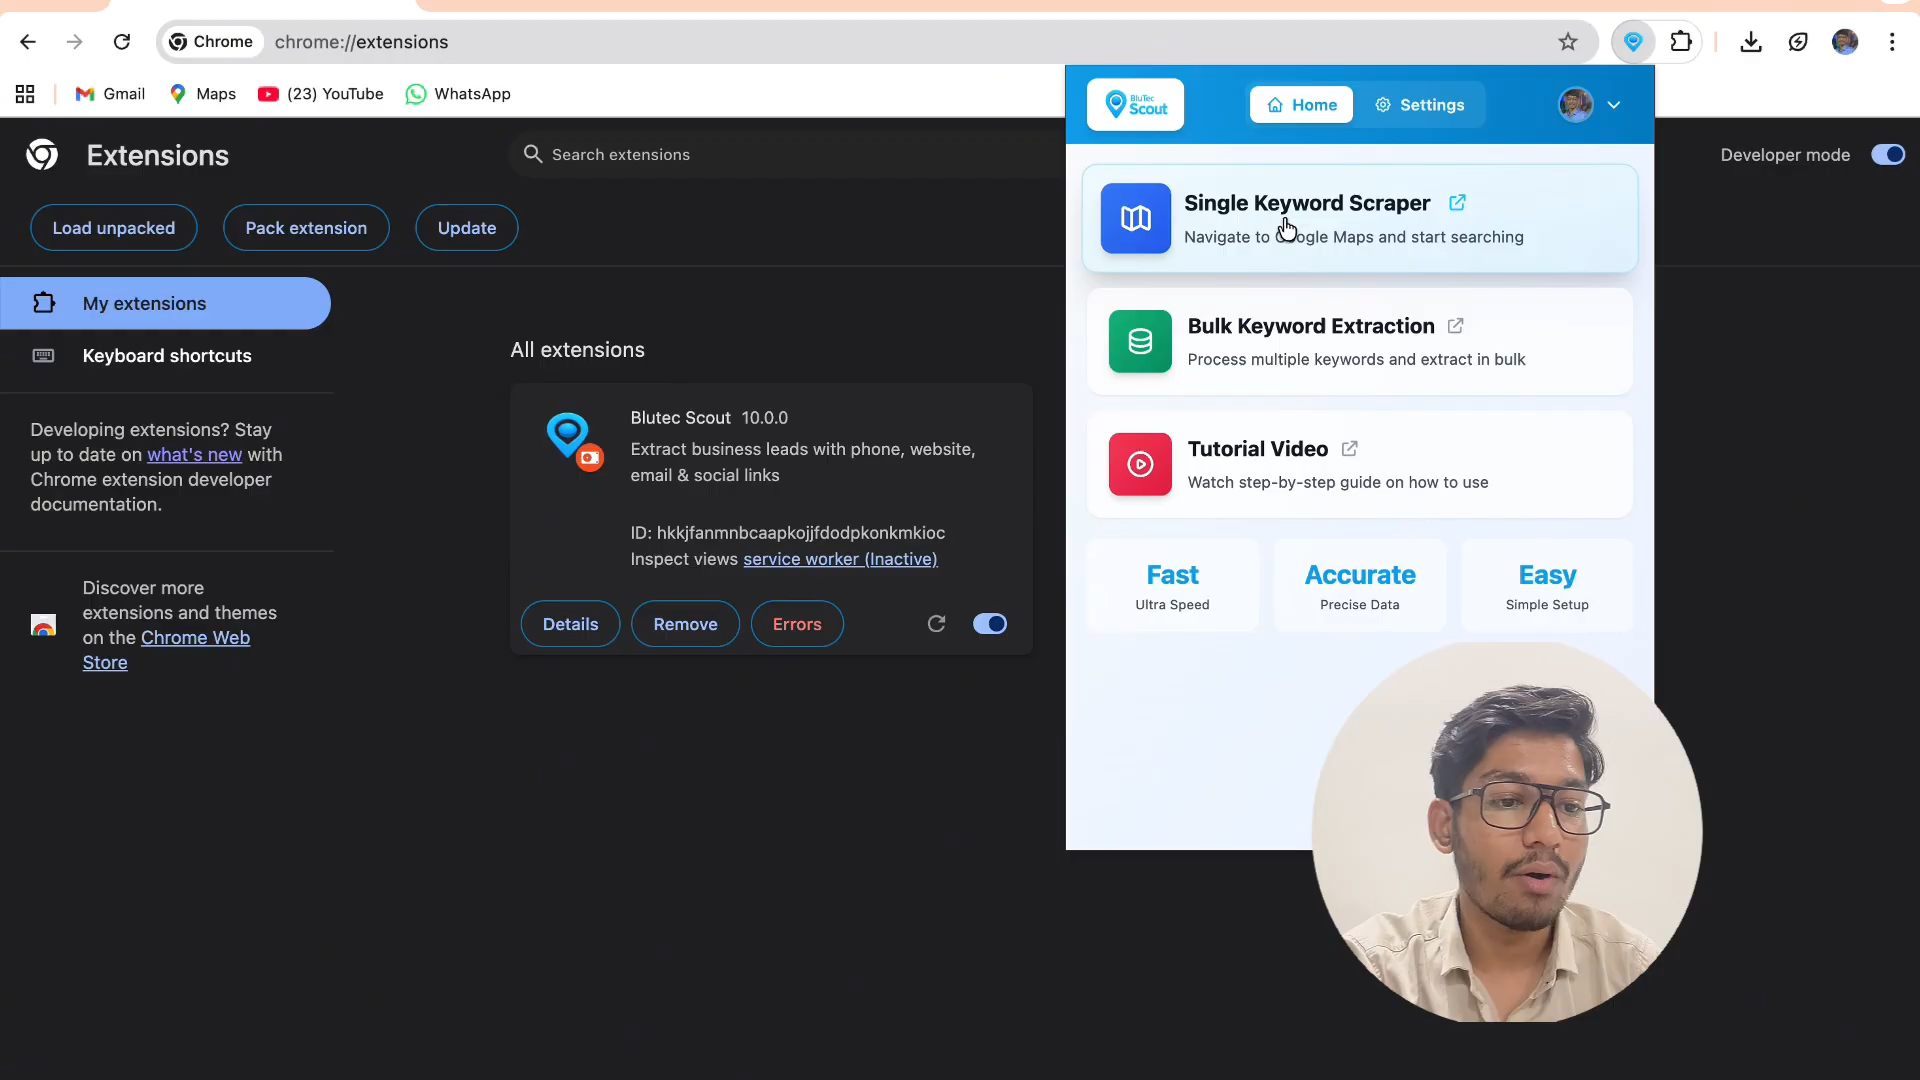 Chrome
chrome://extensions
Gmail
Maps
(23) YouTube
WhatsApp
Extensions
Search extensions
Developer mode
Load unpacked
Pack extension
Update
My extensions
Keyboard shortcuts
Developing extensions? Stay
up to date on what's new with
Chrome extension developer
documentation.
Discover more
extensions and themes
on the Chrome Web
Store
All extensions
Blutec Scout 10.0.0
Extract business leads with phone, website,
email & social links
ID: hkkjfanmnbcaapkojjfdodpkonkmkioc
Inspect views service worker (Inactive)
Details
Remove
Errors
BluTec
Scout
Home
Settings
Single Keyword Scraper
Navigate to Google Maps and start searching
Bulk Keyword Extraction
Process multiple keywords and extract in bulk
Tutorial Video
Watch step-by-step guide on how to use
Fast
Ultra Speed
Accurate
Precise Data
Easy
Simple Setup